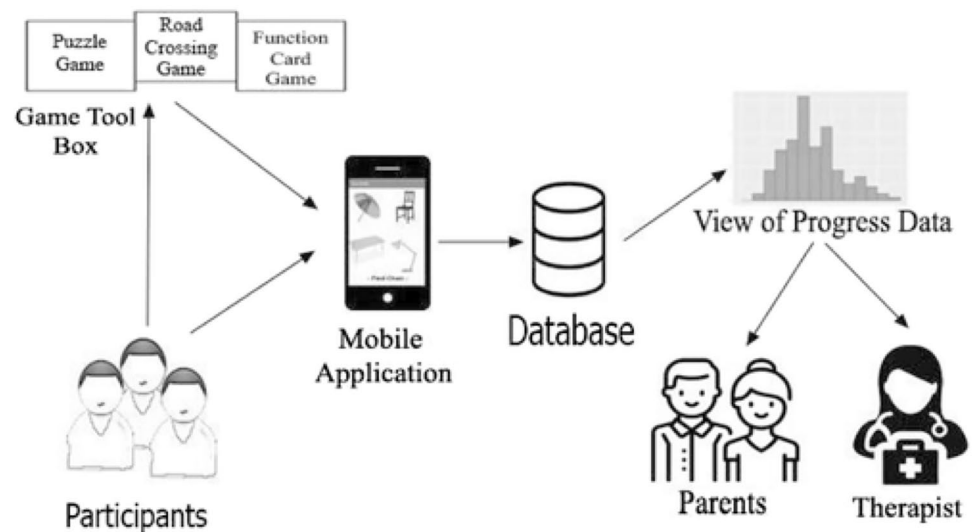 Puzzle
Game
Road
Crossing
Game
Function
Card
Game
Game Tool
Box
Mobile
Application
Database
View of Progress Data
Participants
Parents
Therapist